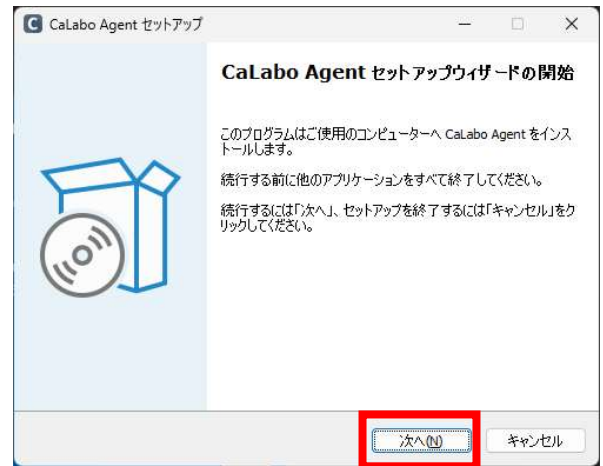 CaLabo Agent セットアップ
CaLabo Agent セットアップウィザードの開始
このプログラムはご使用のコンピューターへ CaLabo Agent をインス
トールします。
続行する前に他のアプリケーションをすべて終了してください。
続行するには「次へ」、セットアップを終了するには「キャンセル」をク
リックしてください。
次へ(N)
キャンセル